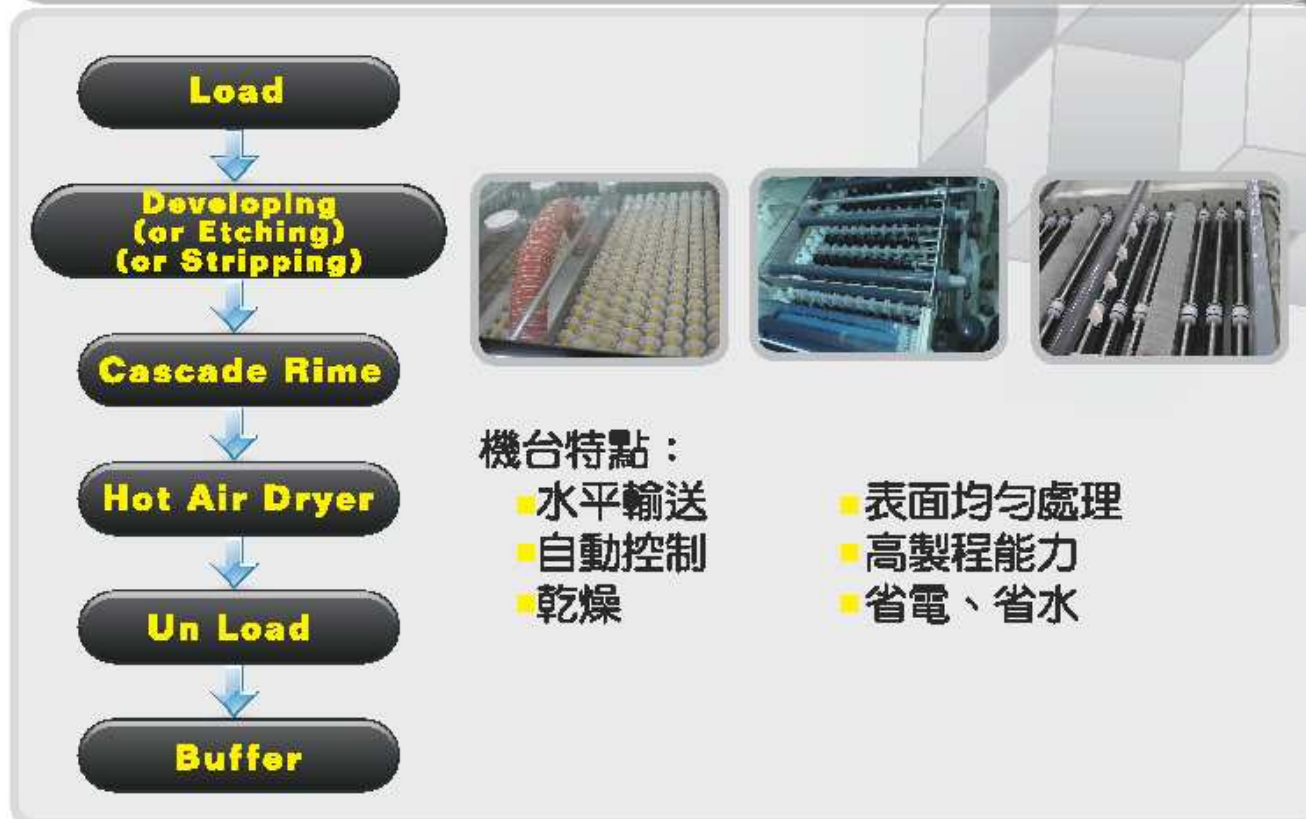 Load
Developing
(or Etching)
(or Stripping)
Cascade Rime
Hot Air Dryer
Un Load
Buffer
機台特點：
水平輸送
自動控制
乾燥
表面均勻處理
高製程能力
省電、省水